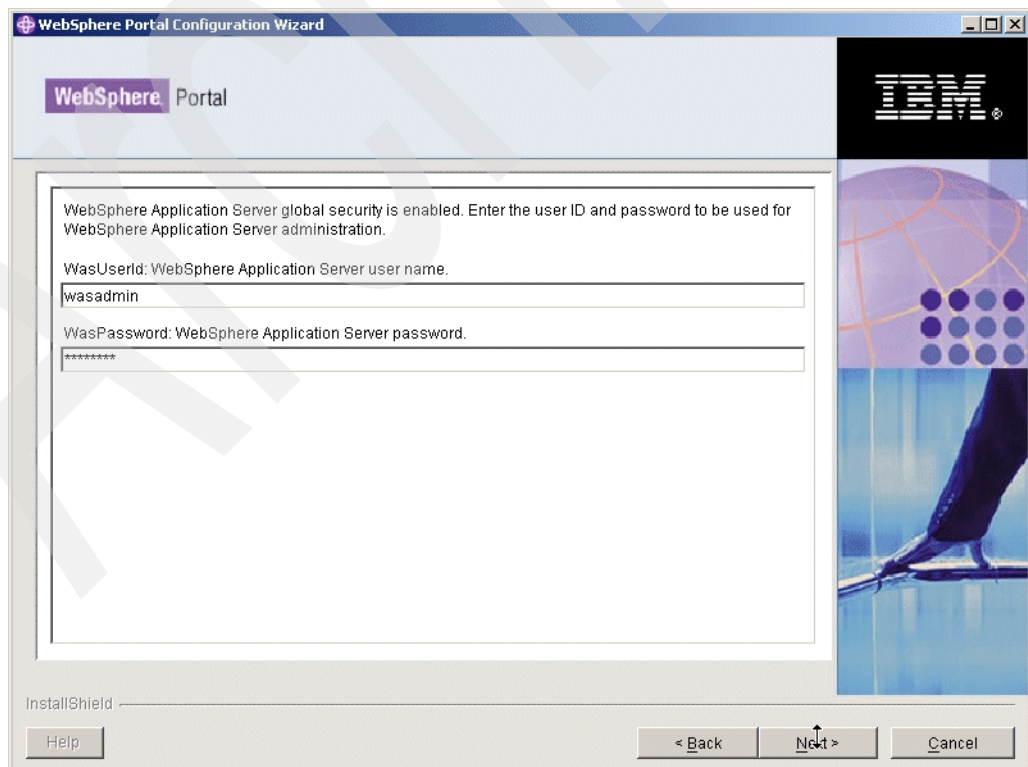 WebSphere Portal Configuration Wizard
WebSphere Portal
IBM®
WebSphere Application Server global security is enabled. Enter the user ID and password to be used for
WebSphere Application Server administration.
WasUserId: WebSphere Application Server user name.
wasadmin
WasPassword: WebSphere Application Server password.
********
InstallShield
Help
< Back
Next >
Cancel